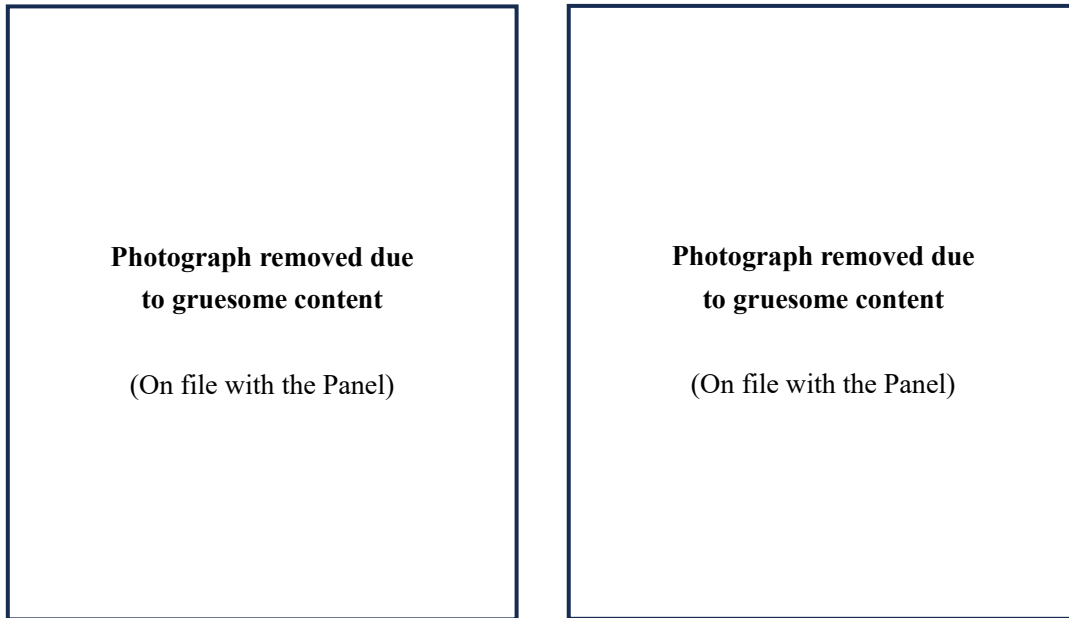 Photograph removed due
to gruesome content
(On file with the Panel)
Photograph removed due
to gruesome content
(On file with the Panel)